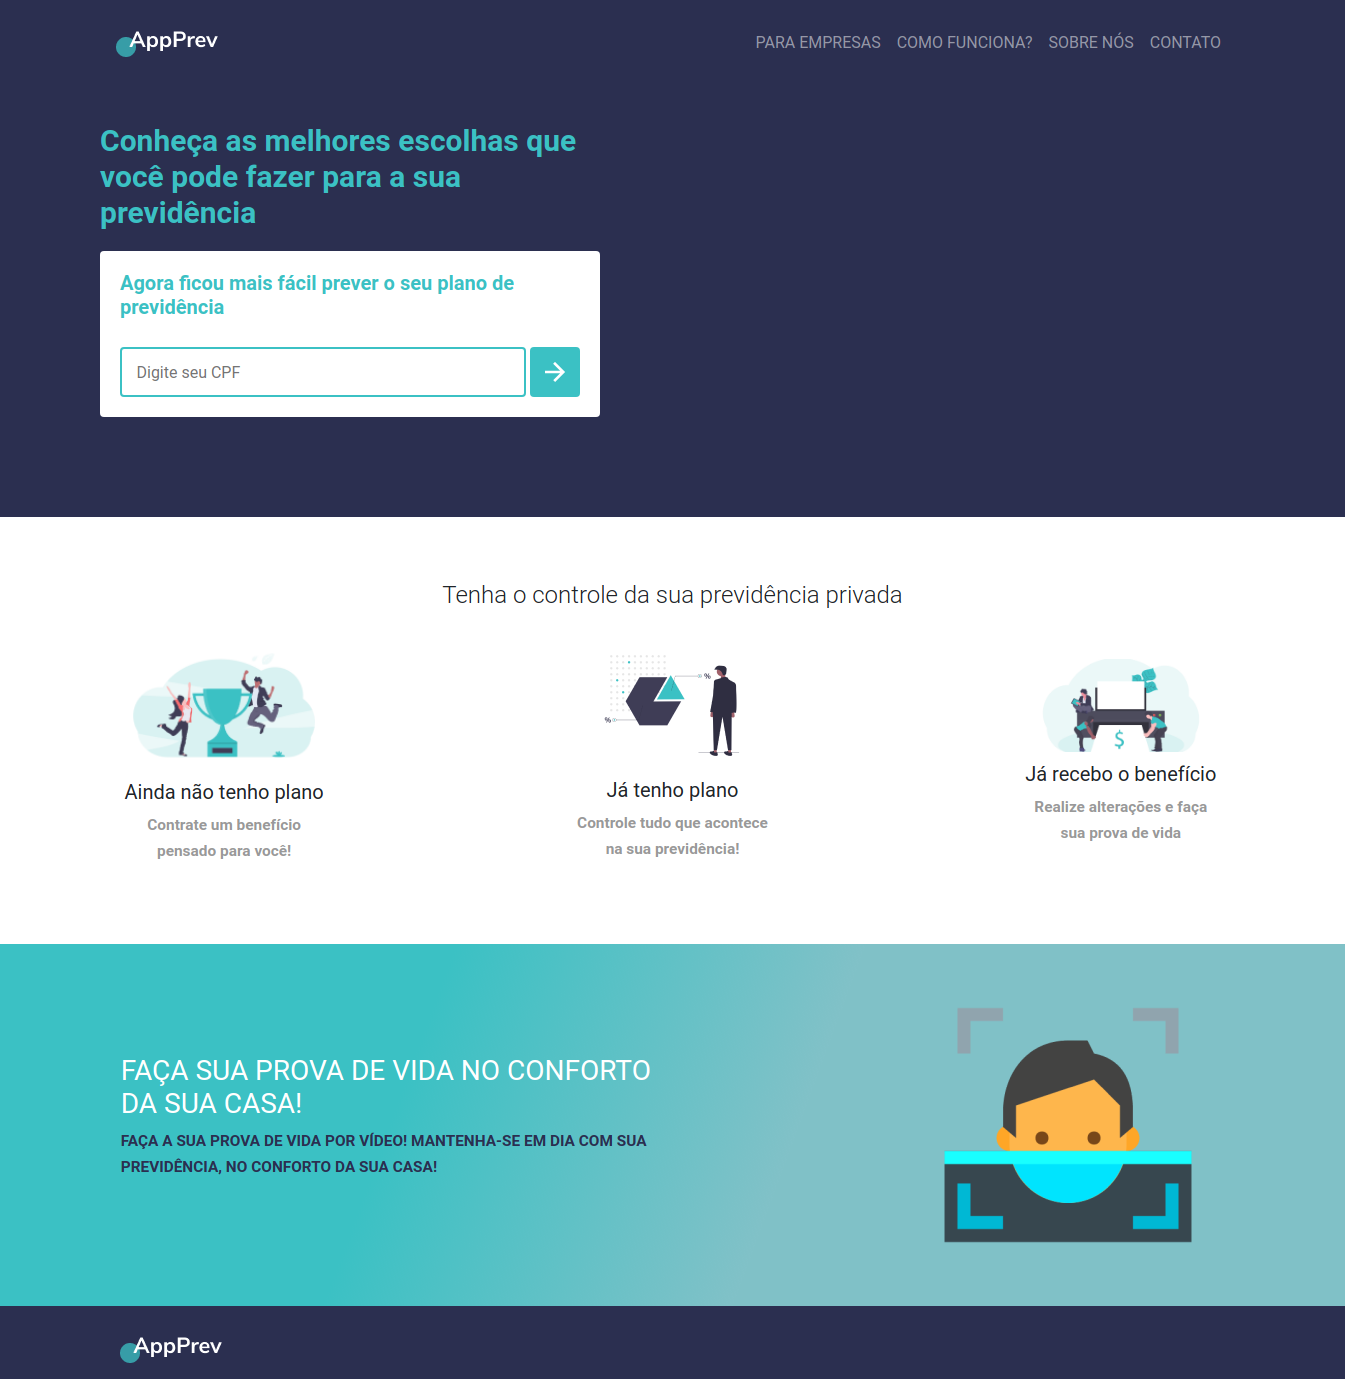 AppPrev
PARA EMPRESAS COMO FUNCIONA? SOBRE NÓS CONTATO
Conheça as melhores escolhas que
você pode fazer para a sua
previdência
Agora ficou mais fácil prever o seu plano de
previdência
Digite seu CPF
Tenha o controle da sua previdência privada
%
%
$
Ainda não tenho plano
Contrate um benefício
pensado para você!
Já tenho plano
Controle tudo que acontece
na sua previdência!
Já recebo o benefício
Realize alterações e faça
sua prova de vida
FAÇA SUA PROVA DE VIDA NO CONFORTO
DA SUA CASA!
FAÇA A SUA PROVA DE VIDA POR VÍDEO! MANTENHA-SE EM DIA COM SUA
PREVIDÊNCIA, NO CONFORTO DA SUA CASA!
AppPrev